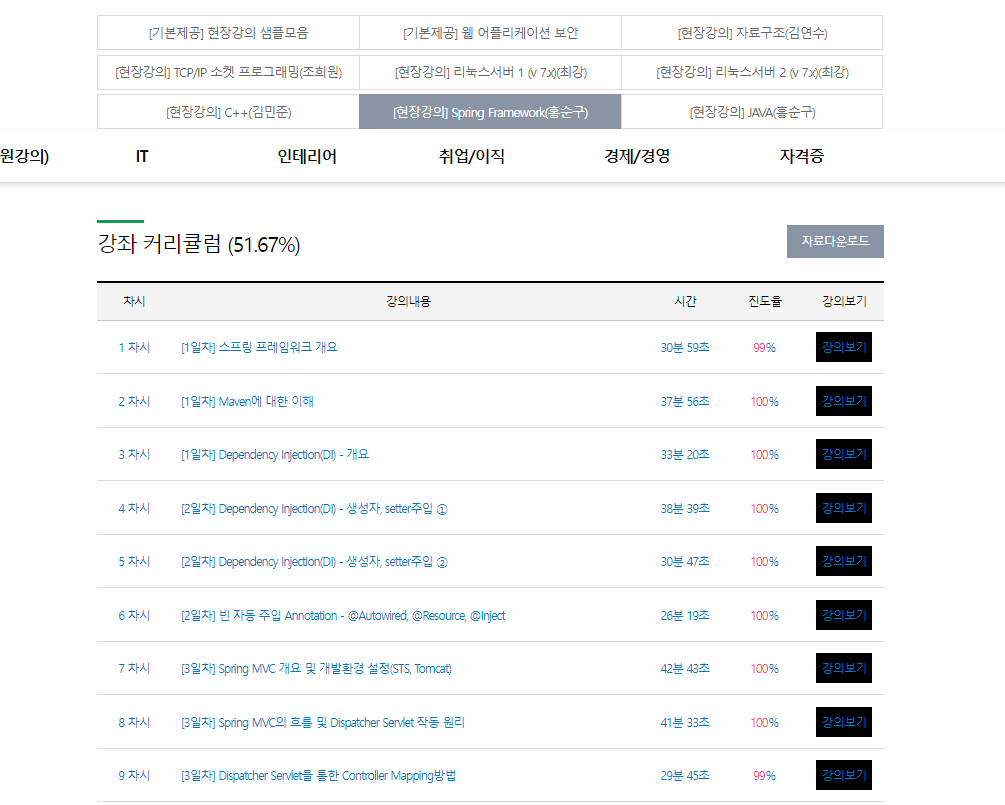 [기본제공] 현장강의 샘플모음 [기본제공] 웹 어플리케이션 보안 [현장강의] 자료구조(김연수)
[현장강의] TCP/IP 소켓 프로그래밍(조희원) [현장강의] 리눅스서버 1 (v 7.x)(최강) [현장강의] 리눅스서버 2 (v 7.x)(최강)
[현장강의] C++(김민준) [현장강의] Spring Framework(홍순구) [현장강의] JAVA(홍순구)
원강의) IT 인테리어 취업/이직 경제/경영 자격증
강좌 커리큘럼 (51.67%) 자료다운로드
차시 강의내용 시간 진도율 강의보기
1 차시 [1일차] 스프링 프레임워크 개요 30분 59초 99% 강의보기
2 차시 [1일차] Maven에 대한 이해 37분 56초 100% 강의보기
3 차시 [1일차] Dependency Injection(DI) - 개요 33분 20초 100% 강의보기
4 차시 [2일차] Dependency Injection(DI) - 생성자, setter주입 ① 38분 39초 100% 강의보기
5 차시 [2일차] Dependency Injection(DI) - 생성자, setter주입 ② 30분 47초 100% 강의보기
6 차시 [2일차] 빈 자동 주입 Annotation - @Autowired, @Resource, @Inject 26분 19초 100% 강의보기
7 차시 [3일차] Spring MVC 개요 및 개발환경 설정(STS, Tomcat) 42분 43초 100% 강의보기
8 차시 [3일차] Spring MVC의 흐름 및 Dispatcher Servlet 작동 원리 41분 33초 100% 강의보기
9 차시 [3일차] Dispatcher Servlet을 통한 Controller Mapping방법 29분 45초 99% 강의보기